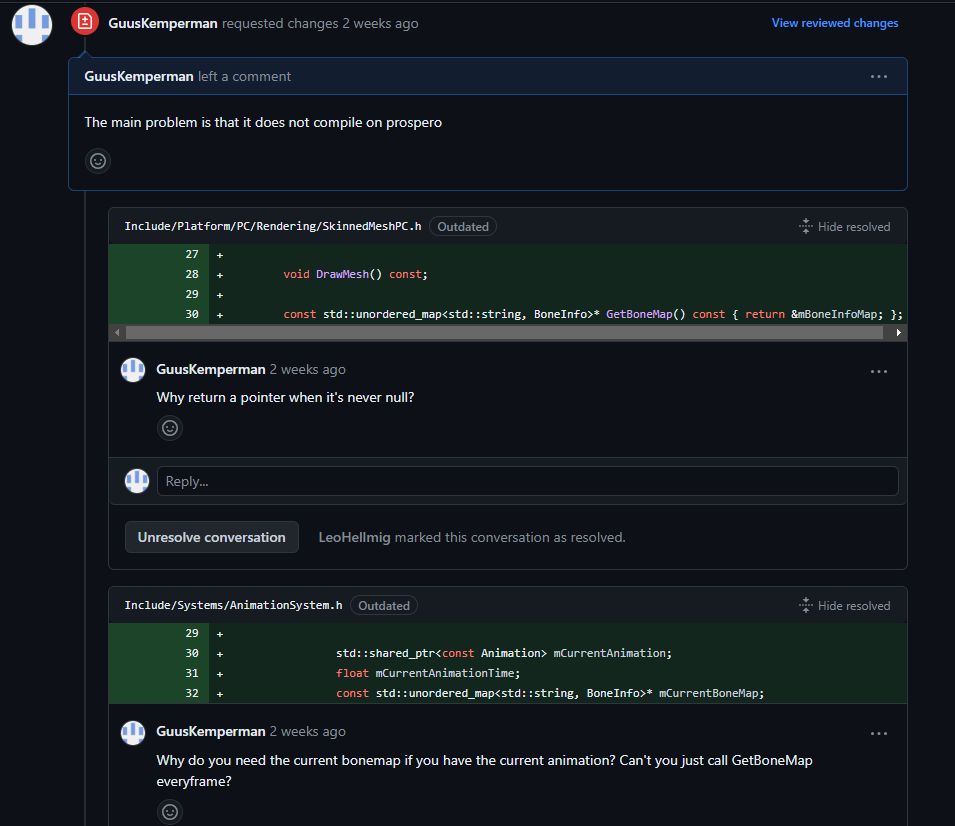 GuusKemperman requested changes 2 weeks ago
View reviewed changes
GuusKemperman left a comment
The main problem is that it does not compile on prospero
Include/Platform/PC/Rendering/SkinnedMeshPC.h Outdated
Hide resolved
27 +
28 + void DrawMesh() const;
29 +
30 + const std::unordered_map<std::string, BoneInfo>* GetBoneMap() const { return &mBoneInfoMap; };
GuusKemperman 2 weeks ago
Why return a pointer when it's never null?
Reply...
Unresolve conversation
LeoHellmig marked this conversation as resolved.
Include/Systems/AnimationSystem.h Outdated
Hide resolved
29 +
30 + std::shared_ptr<const Animation> mCurrentAnimation;
31 + float mCurrentAnimationTime;
32 + const std::unordered_map<std::string, BoneInfo>* mCurrentBoneMap;
GuusKemperman 2 weeks ago
Why do you need the current bonemap if you have the current animation? Can't you just call GetBoneMap
everyframe?